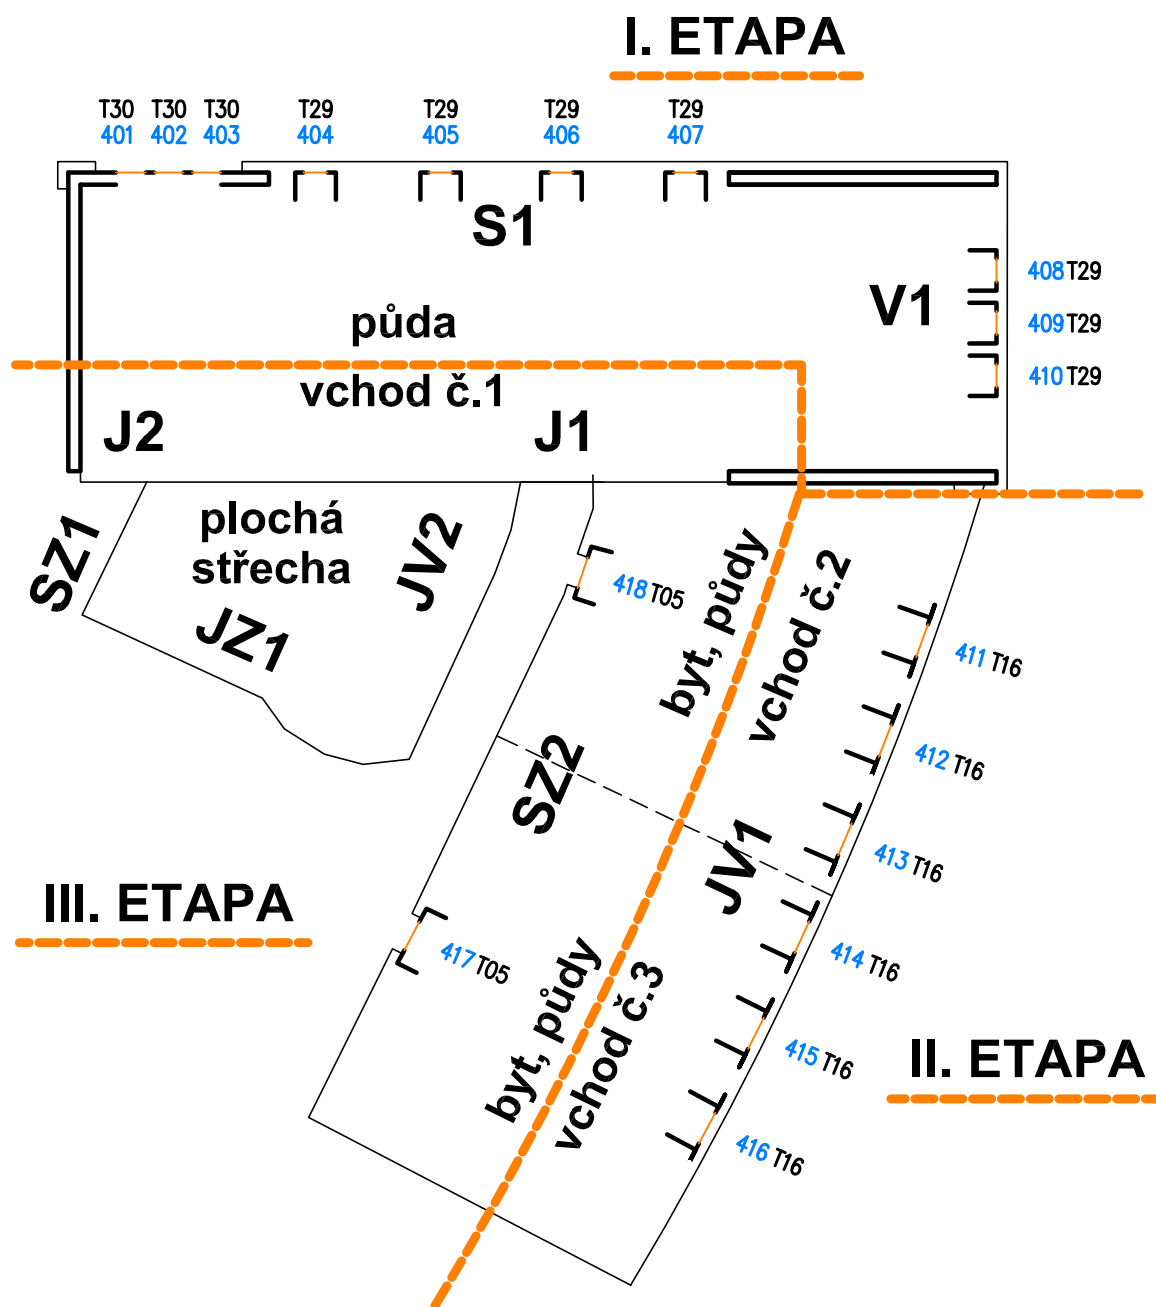 I. ETAPA
T30 T30 T30 T29 T29 T29 T29
401 402 403 404 405 406 407
S1
408 T29
V1
409 T29
půda
410 T29
vchod č.1
J2
J1
plochá
střecha
SZ1
JV2
JZ1
418 T05
byt, půdy
vchod č.2
411 T16
412 T16
SZ2
413 T16
JV1
III. ETAPA
417 T05
414 T16
byt, půdy
vchod č.3
415 T16
II. ETAPA
416 T16